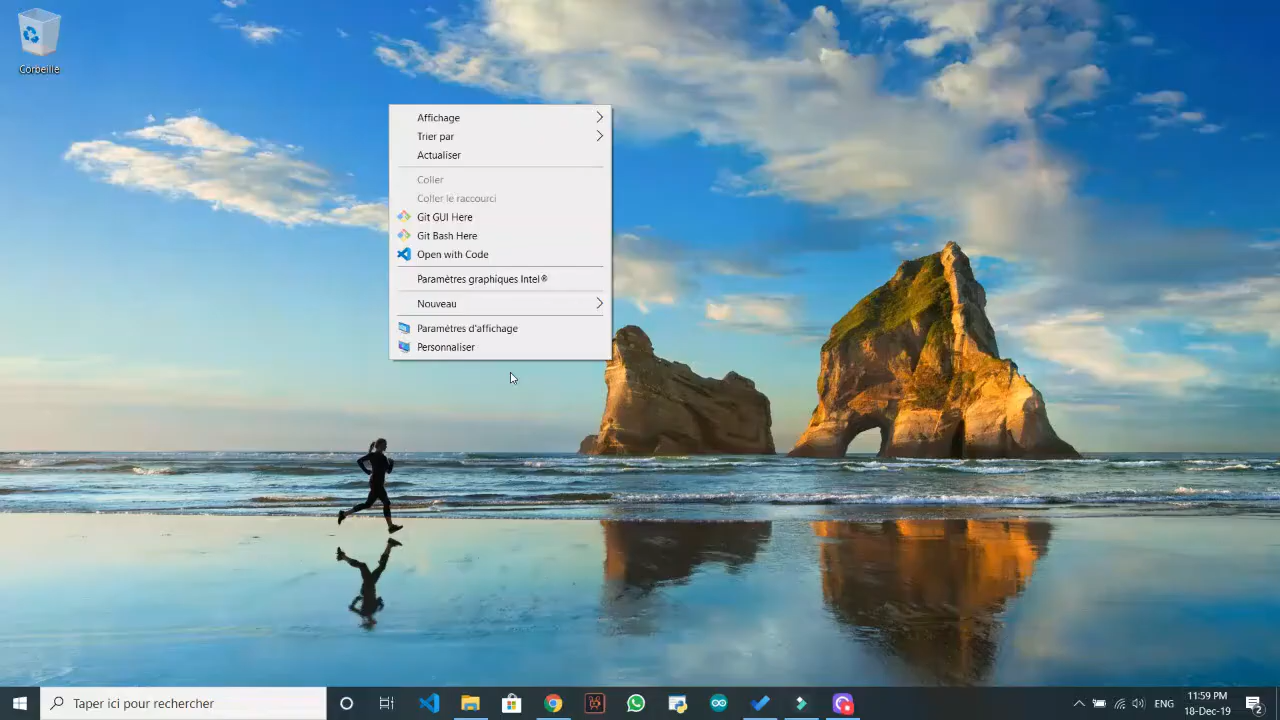 Corbeille
Affichage
Trier par
Actualiser
Coller
Coller le raccourci
Git GUI Here
Git Bash Here
Open with Code
Paramètres graphiques Intel®
Nouveau
Paramètres d'affichage
Personnaliser
Taper ici pour rechercher
ENG
11:59 PM
18-Dec-19
2